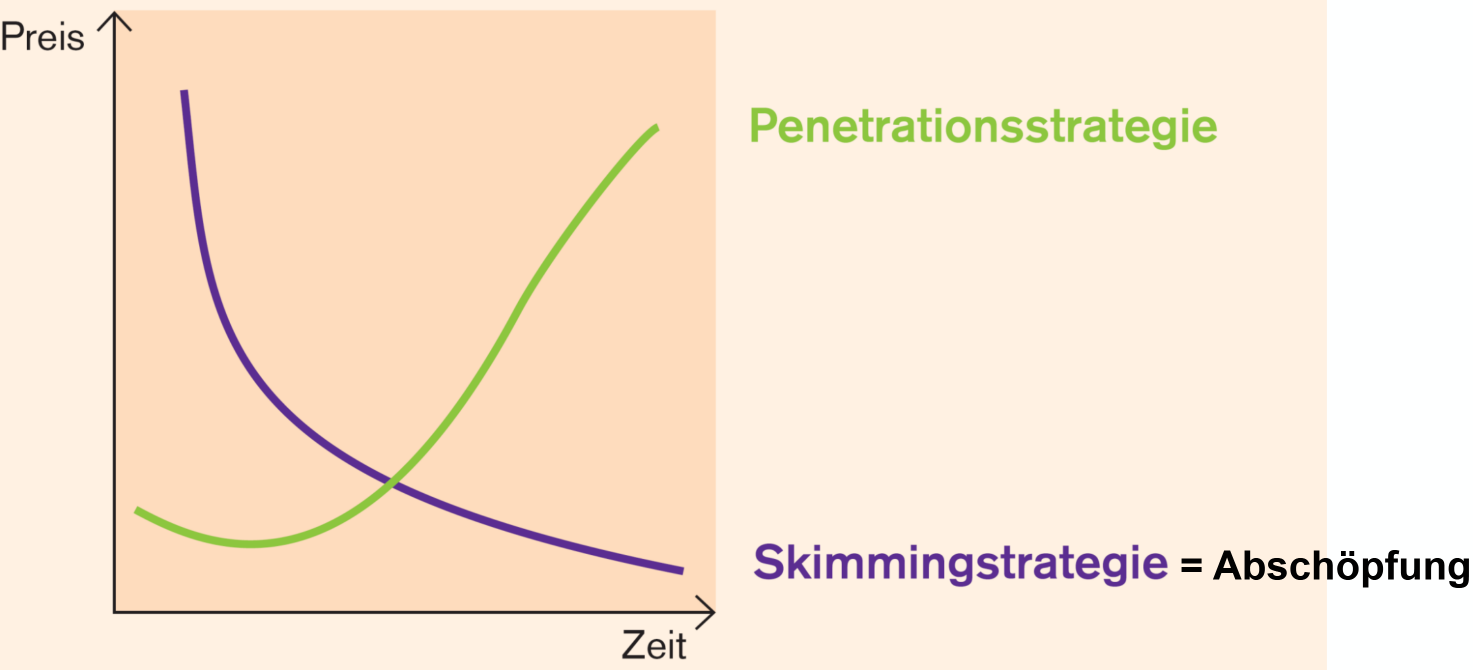 Preis
Penetrationsstrategie
Skimmingstrategie = Abschöpfung
Zeit